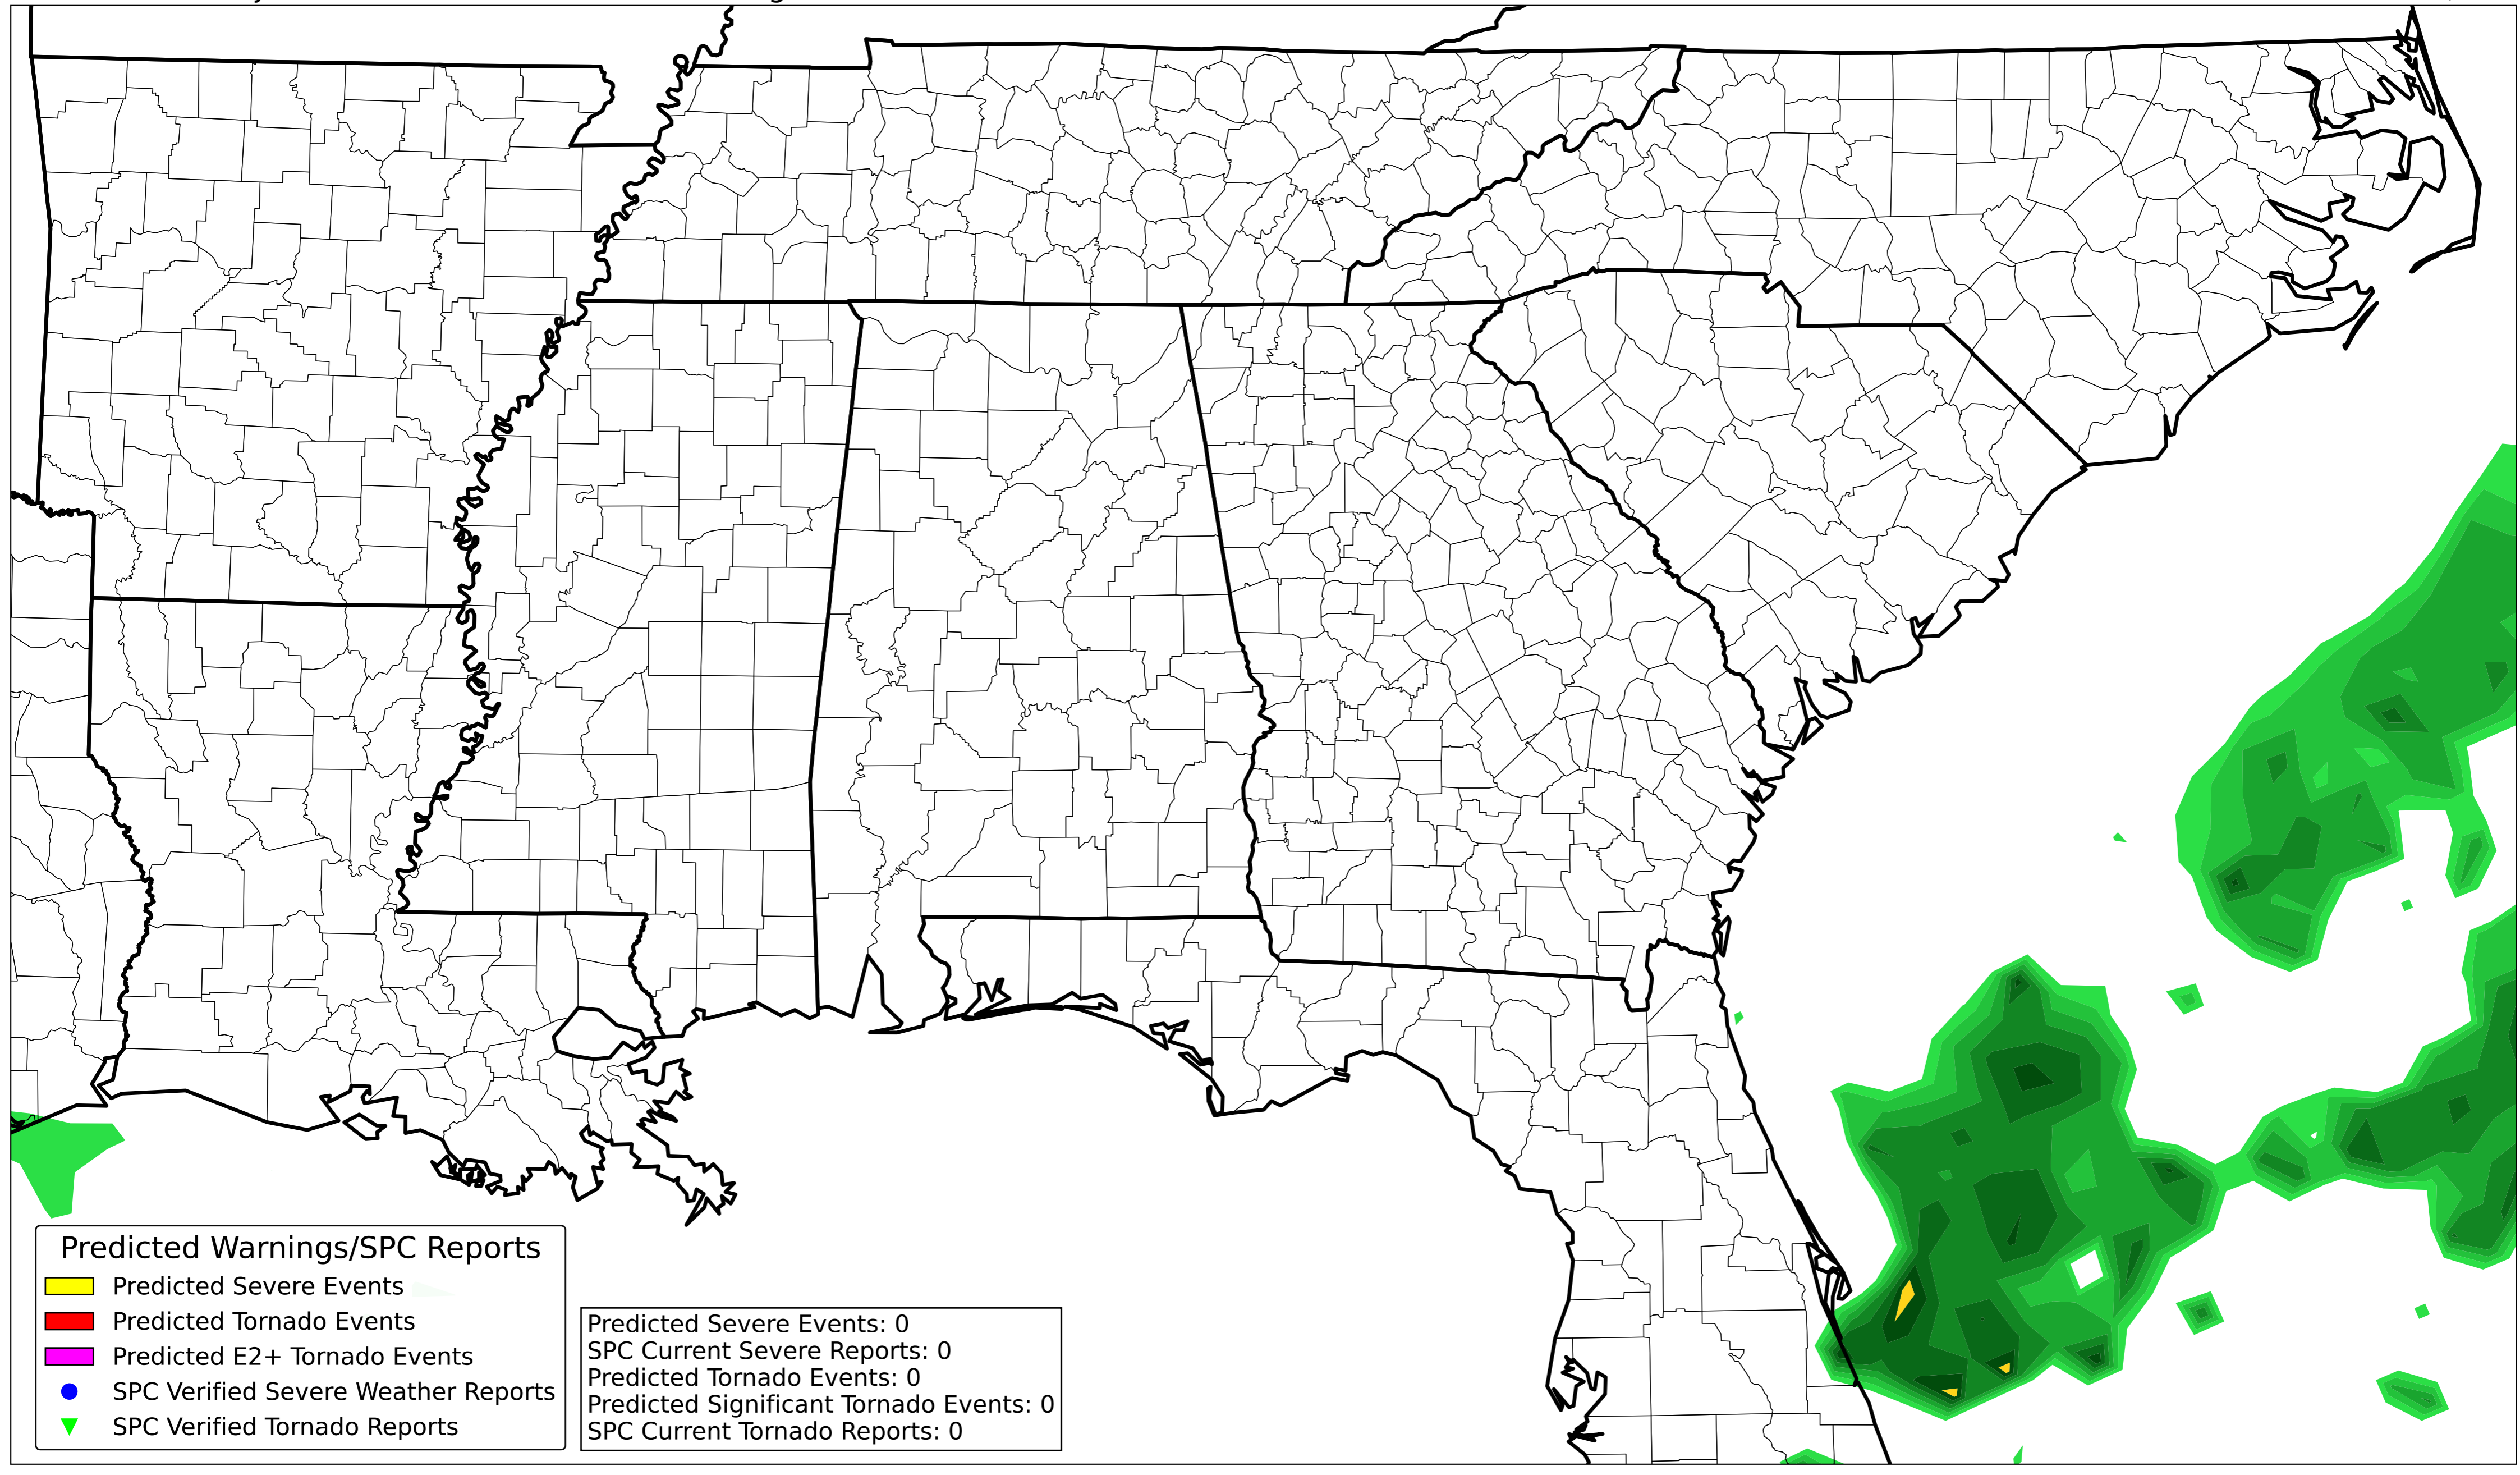 Predicted Warnings/SPC Reports
Predicted Severe Events
Predicted Tornado Events
Predicted E2+ Tornado Events
SPC Verified Severe Weather Reports
SPC Verified Tornado Reports
Predicted Severe Events: 0
SPC Current Severe Reports: 0
Predicted Tornado Events: 0
Predicted Significant Tornado Events: 0
SPC Current Tornado Reports: 0